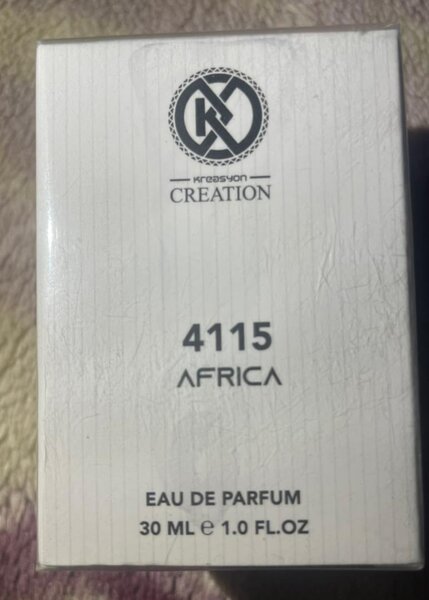 K
Kreasyon
CREATION
4115
AFRICA
EAU DE PARFUM
30 ML ℮ 1.0 FL.OZ